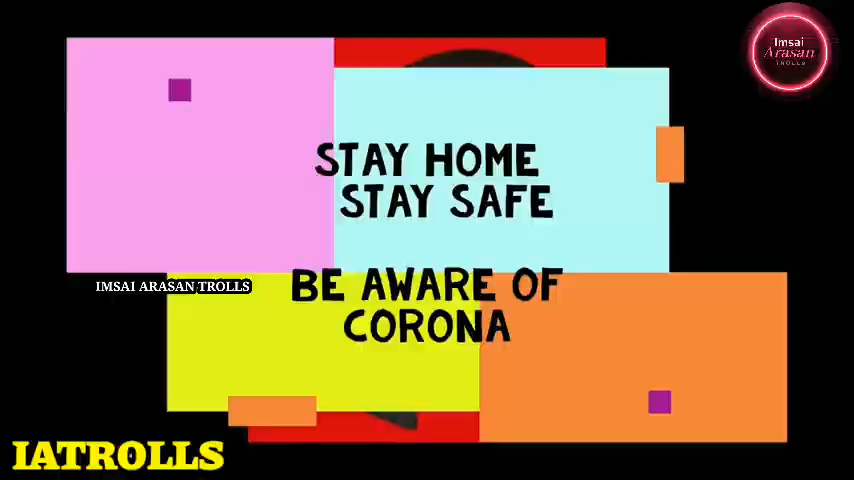 Imsai
Arasan
TROLLS
STAY HOME
STAY SAFE
IMSAI ARASAN TROLLS
BE AWARE OF
CORONA
IATROLLS